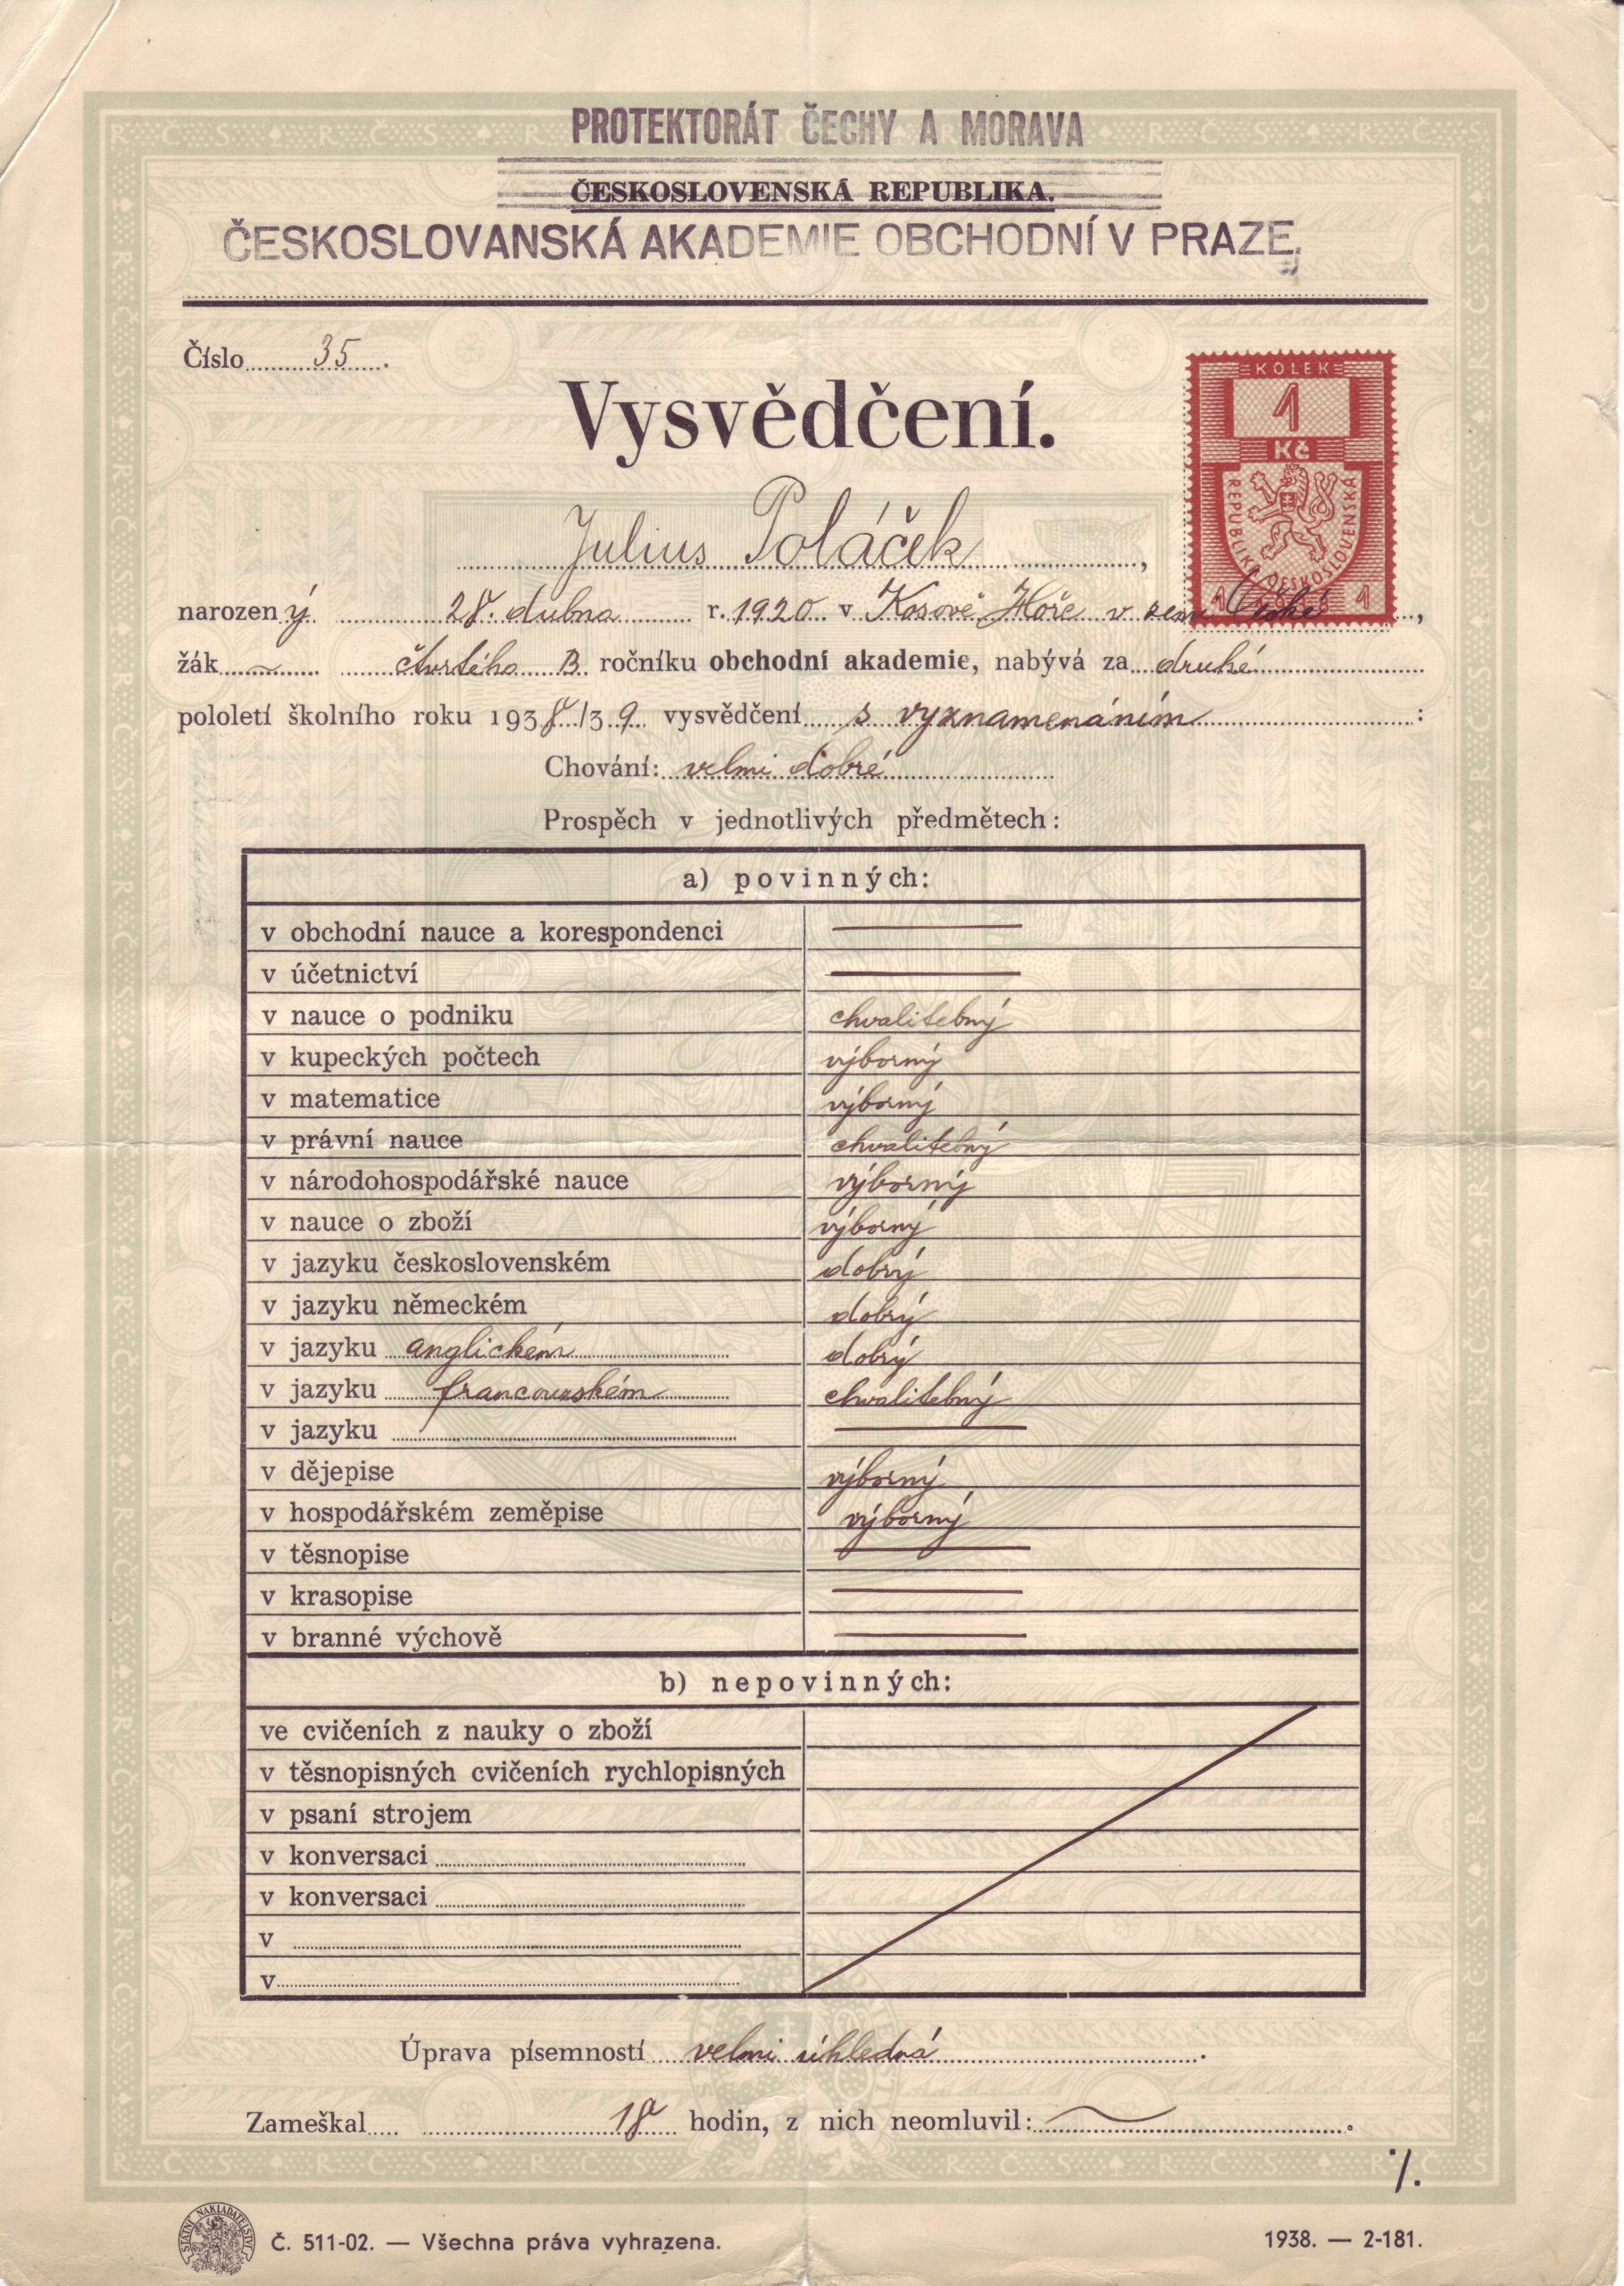 PROTEKTORÁT ČECHY A MORAVA
ČESKOSLOVENSKÁ REPUBLIKA.
ČESKOSLOVANSKÁ AKADEMIE OBCHODNÍ V PRAZE.
Číslo 35.
KOLEK
1
Kč
REPUBLIKA ČESKOSLOVENSKÁ
1 1
Vysvědčení.
Julius Poláček,
narozený 28. dubna r. 1920 v Kosově Hoře v zemi České,
žák čtvrtého B. ročníku obchodní akademie, nabývá za druhé
pololetí školního roku 1938/39 vysvědčení s vyznamenáním:
Chování: velmi dobré
Prospěch v jednotlivých předmětech:
a) povinných:
v obchodní nauce a korespondenci
v účetnictví
v nauce o podniku chvalitebný
v kupeckých počtech výborný
v matematice výborný
v právní nauce chvalitebný
v národohospodářské nauce výborný
v nauce o zboží výborný
v jazyku československém dobrý
v jazyku německém dobrý
v jazyku anglickém dobrý
v jazyku francouzském chvalitebný
v jazyku
v dějepise výborný
v hospodářském zeměpise výborný
v těsnopise
v krasopise
v branné výchově
b) nepovinných:
ve cvičeních z nauky o zboží
v těsnopisných cvičeních rychlopisných
v psaní strojem
v konversaci
v konversaci
v
v
Úprava písemností velmi úhledná.
Zameškal 18 hodin, z nich neomluvil: .
./.
STÁTNÍ NAKLADATELSTVÍ
Č. 511-02. — Všechna práva vyhrazena. 1938. — 2-181.